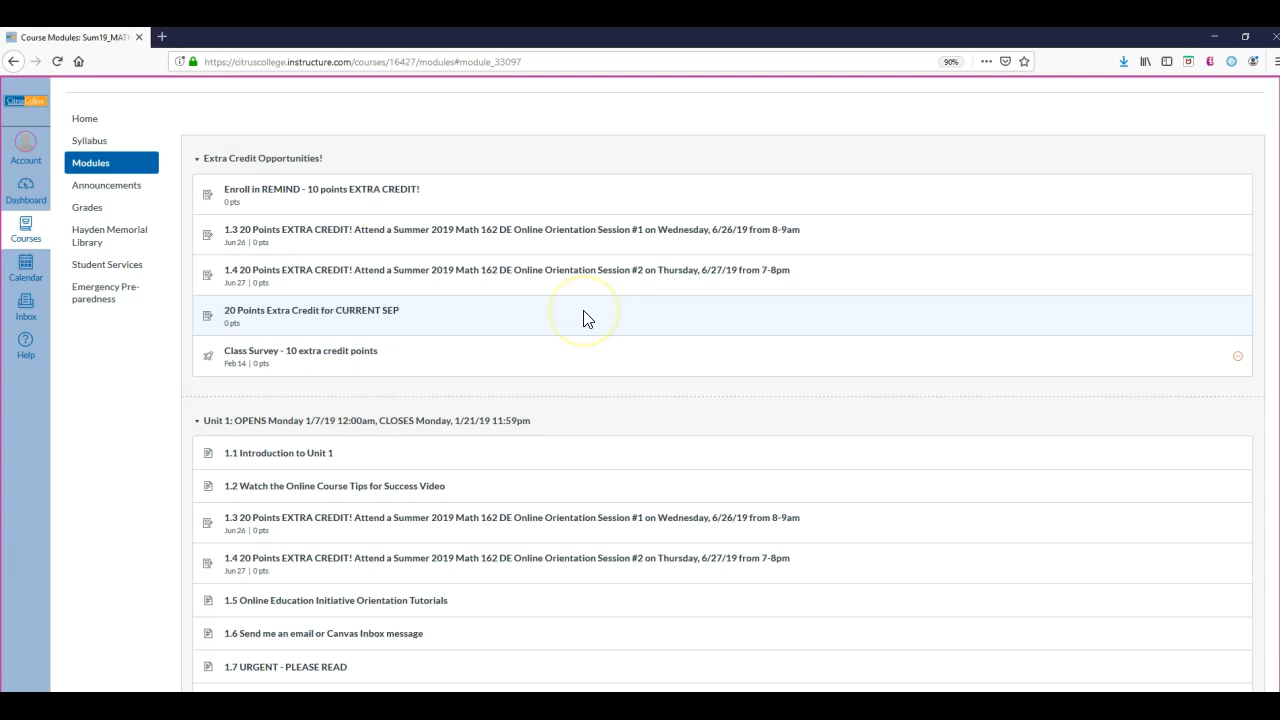 Course Modules: Sum19_MATH
https://citruscollege.instructure.com/courses/16427/modules#module_33097
90%
Citrus College
Account
Dashboard
Courses
Calendar
Inbox
Help
Home
Syllabus
Modules
Announcements
Grades
Hayden Memorial
Library
Student Services
Emergency Pre-
paredness
Extra Credit Opportunities!
Enroll in REMIND - 10 points EXTRA CREDIT!
0 pts
1.3 20 Points EXTRA CREDIT! Attend a Summer 2019 Math 162 DE Online Orientation Session #1 on Wednesday, 6/26/19 from 8-9am
Jun 26 | 0 pts
1.4 20 Points EXTRA CREDIT! Attend a Summer 2019 Math 162 DE Online Orientation Session #2 on Thursday, 6/27/19 from 7-8pm
Jun 27 | 0 pts
20 Points Extra Credit for CURRENT SEP
0 pts
Class Survey - 10 extra credit points
Feb 14 | 0 pts
Unit 1: OPENS Monday 1/7/19 12:00am, CLOSES Monday, 1/21/19 11:59pm
1.1 Introduction to Unit 1
1.2 Watch the Online Course Tips for Success Video
1.3 20 Points EXTRA CREDIT! Attend a Summer 2019 Math 162 DE Online Orientation Session #1 on Wednesday, 6/26/19 from 8-9am
Jun 26 | 0 pts
1.4 20 Points EXTRA CREDIT! Attend a Summer 2019 Math 162 DE Online Orientation Session #2 on Thursday, 6/27/19 from 7-8pm
Jun 27 | 0 pts
1.5 Online Education Initiative Orientation Tutorials
1.6 Send me an email or Canvas Inbox message
1.7 URGENT - PLEASE READ